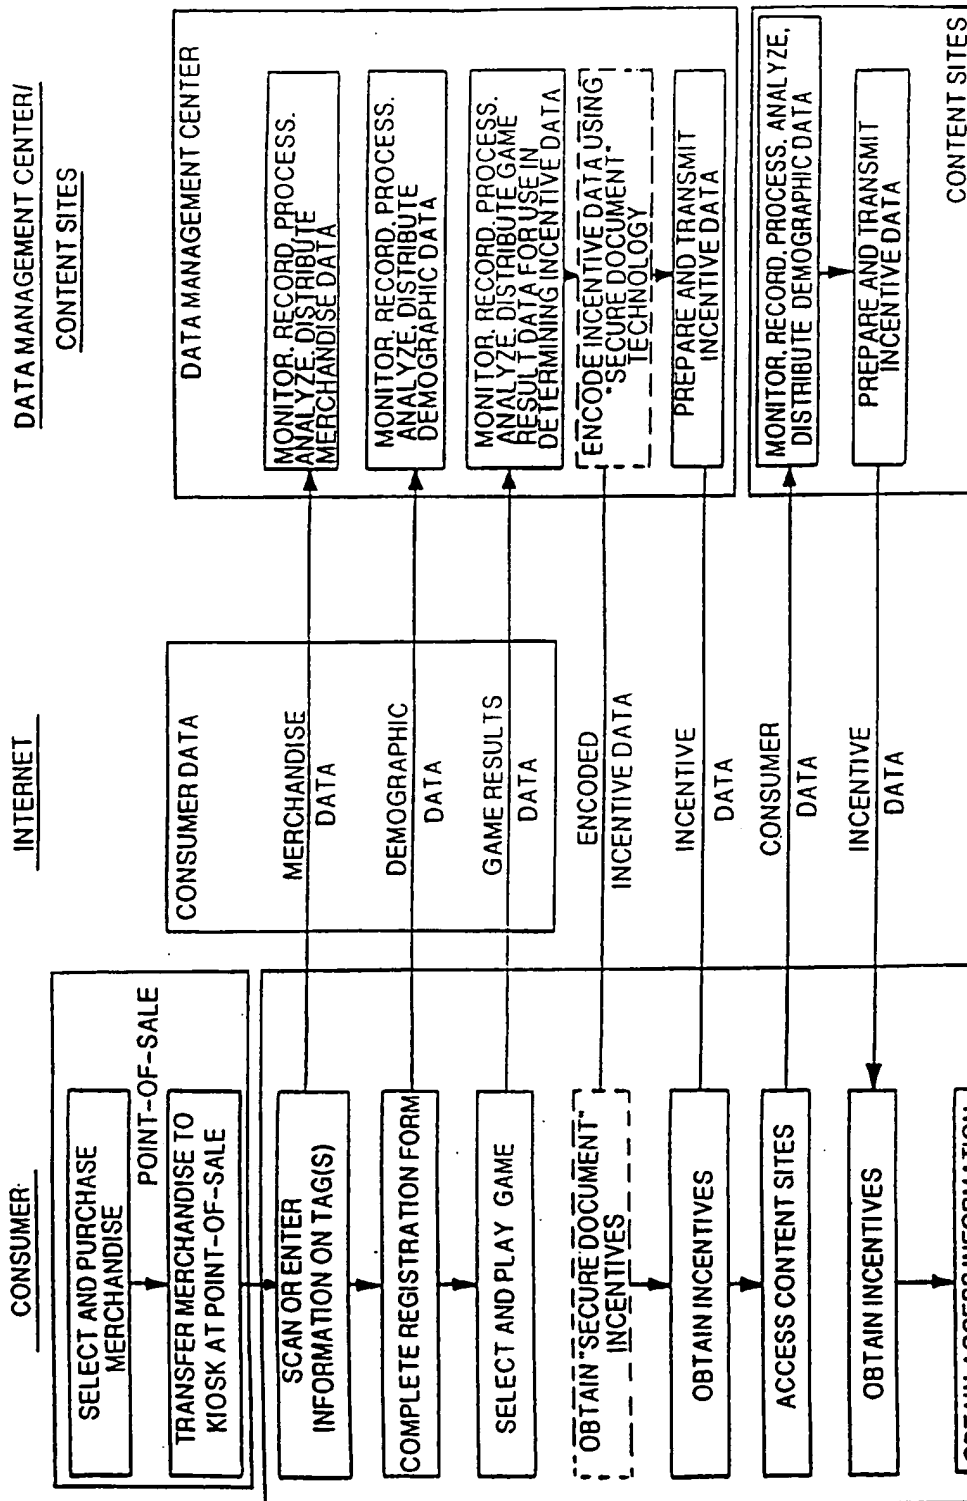 CONSUMER
INTERNET
DATA MANAGEMENT CENTER/
CONTENT SITES
SELECT AND PURCHASE
MERCHANDISE
POINT-OF-SALE
TRANSFER MERCHANDISE TO
KIOSK AT POINT-OF-SALE
SCAN OR ENTER
INFORMATION ON TAG(S)
COMPLETE REGISTRATION FORM
SELECT AND PLAY GAME
OBTAIN "SECURE DOCUMENT"
INCENTIVES
OBTAIN INCENTIVES
ACCESS CONTENT SITES
OBTAIN INCENTIVES
OBTAIN ACCESS INFORMATION
CONSUMER DATA
MERCHANDISE
DATA
DEMOGRAPHIC
DATA
GAME RESULTS
DATA
ENCODED
INCENTIVE DATA
INCENTIVE
DATA
CONSUMER
DATA
INCENTIVE
DATA
DATA MANAGEMENT CENTER
MONITOR, RECORD, PROCESS,
ANALYZE, DISTRIBUTE
MERCHANDISE DATA
MONITOR, RECORD, PROCESS,
ANALYZE, DISTRIBUTE
DEMOGRAPHIC DATA
MONITOR, RECORD, PROCESS,
ANALYZE, DISTRIBUTE GAME
RESULT DATA FOR USE IN
DETERMINING INCENTIVE DATA
ENCODE INCENTIVE DATA USING
"SECURE DOCUMENT"
TECHNOLOGY
PREPARE AND TRANSMIT
INCENTIVE DATA
MONITOR, RECORD, PROCESS, ANALYZE,
DISTRIBUTE DEMOGRAPHIC DATA
PREPARE AND TRANSMIT
INCENTIVE DATA
CONTENT SITES